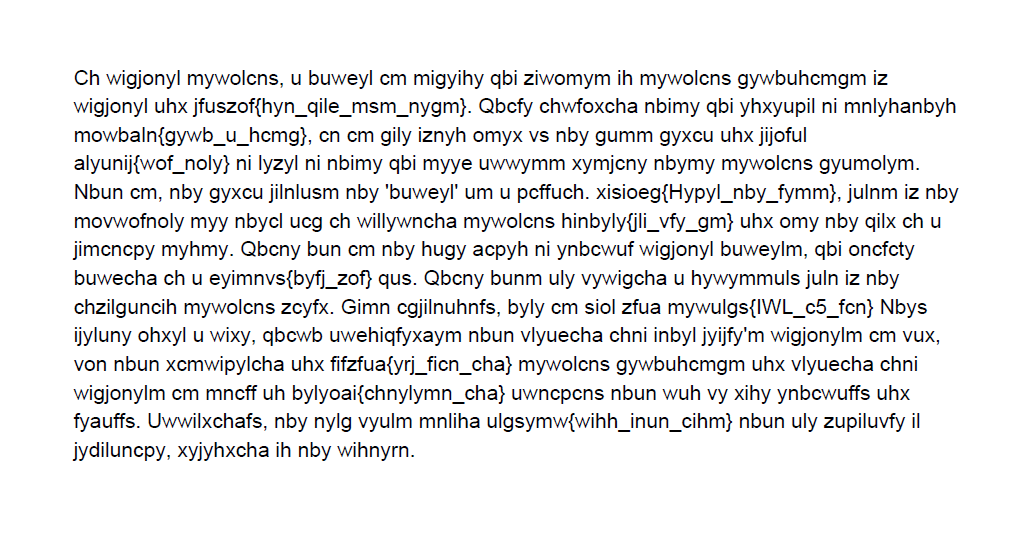 Ch wigjonyl mywolcns, u buweyl cm migyihy qbi ziwomym ih mywolcns gywbuhcmgm iz
wigjonyl uhx jfuszof{hyn_qile_msm_nygm}. Qbcfy chwfoxcha nbimy qbi yhxyupil ni mnlyhanbyh
mowbaln{gywb_u_hcmg}, cn cm gily iznyh omyx vs nby gumm gyxcu uhx jijoful
alyunij{wof_noly} ni lyzyl ni nbimy qbi myye uwwymm xymjcny nbymy mywolcns gyumolym.
Nbun cm, nby gyxcu jilnlusm nby 'buweyl' um u pcffuch. xisioeg{Hypyl_nby_fymm}, julnm iz nby
movwofnoly myy nbycl ucg ch willywncha mywolcns hinbyly{jli_vfy_gm} uhx omy nby qilx ch u
jimcncpy myhmy. Qbcny bun cm nby hugy acpyh ni ynbcwuf wigjonyl buweylm, qbi oncfcty
buwecha ch u eyimnvs{byfj_zof} qus. Qbcny bunm uly vywigcha u hywymmuls juln iz nby
chzilguncih mywolcns zcyfx. Gimn cgjilnuhnfs, byly cm siol zfua mywulgs{IWL_c5_fcn} Nbys
ijyluny ohxyl u wixy, qbcwb uwehiqfyxaym nbun vlyuecha chni inbyl jyijfy'm wigjonylm cm vux,
von nbun xcmwipylcha uhx fifzfua{yrj_ficn_cha} mywolcns gywbuhcmgm uhx vlyuecha chni
wigjonylm cm mncff uh bylyoai{chnylymn_cha} uwncpcns nbun wuh vy xihy ynbcwuffs uhx
fyauffs. Uwwilxchafs, nby nylg vyulm mnliha ulgsymw{wihh_inun_cihm} nbun uly zupiluvfy il
jydiluncpy, xyjyhxcha ih nby wihnyrn.